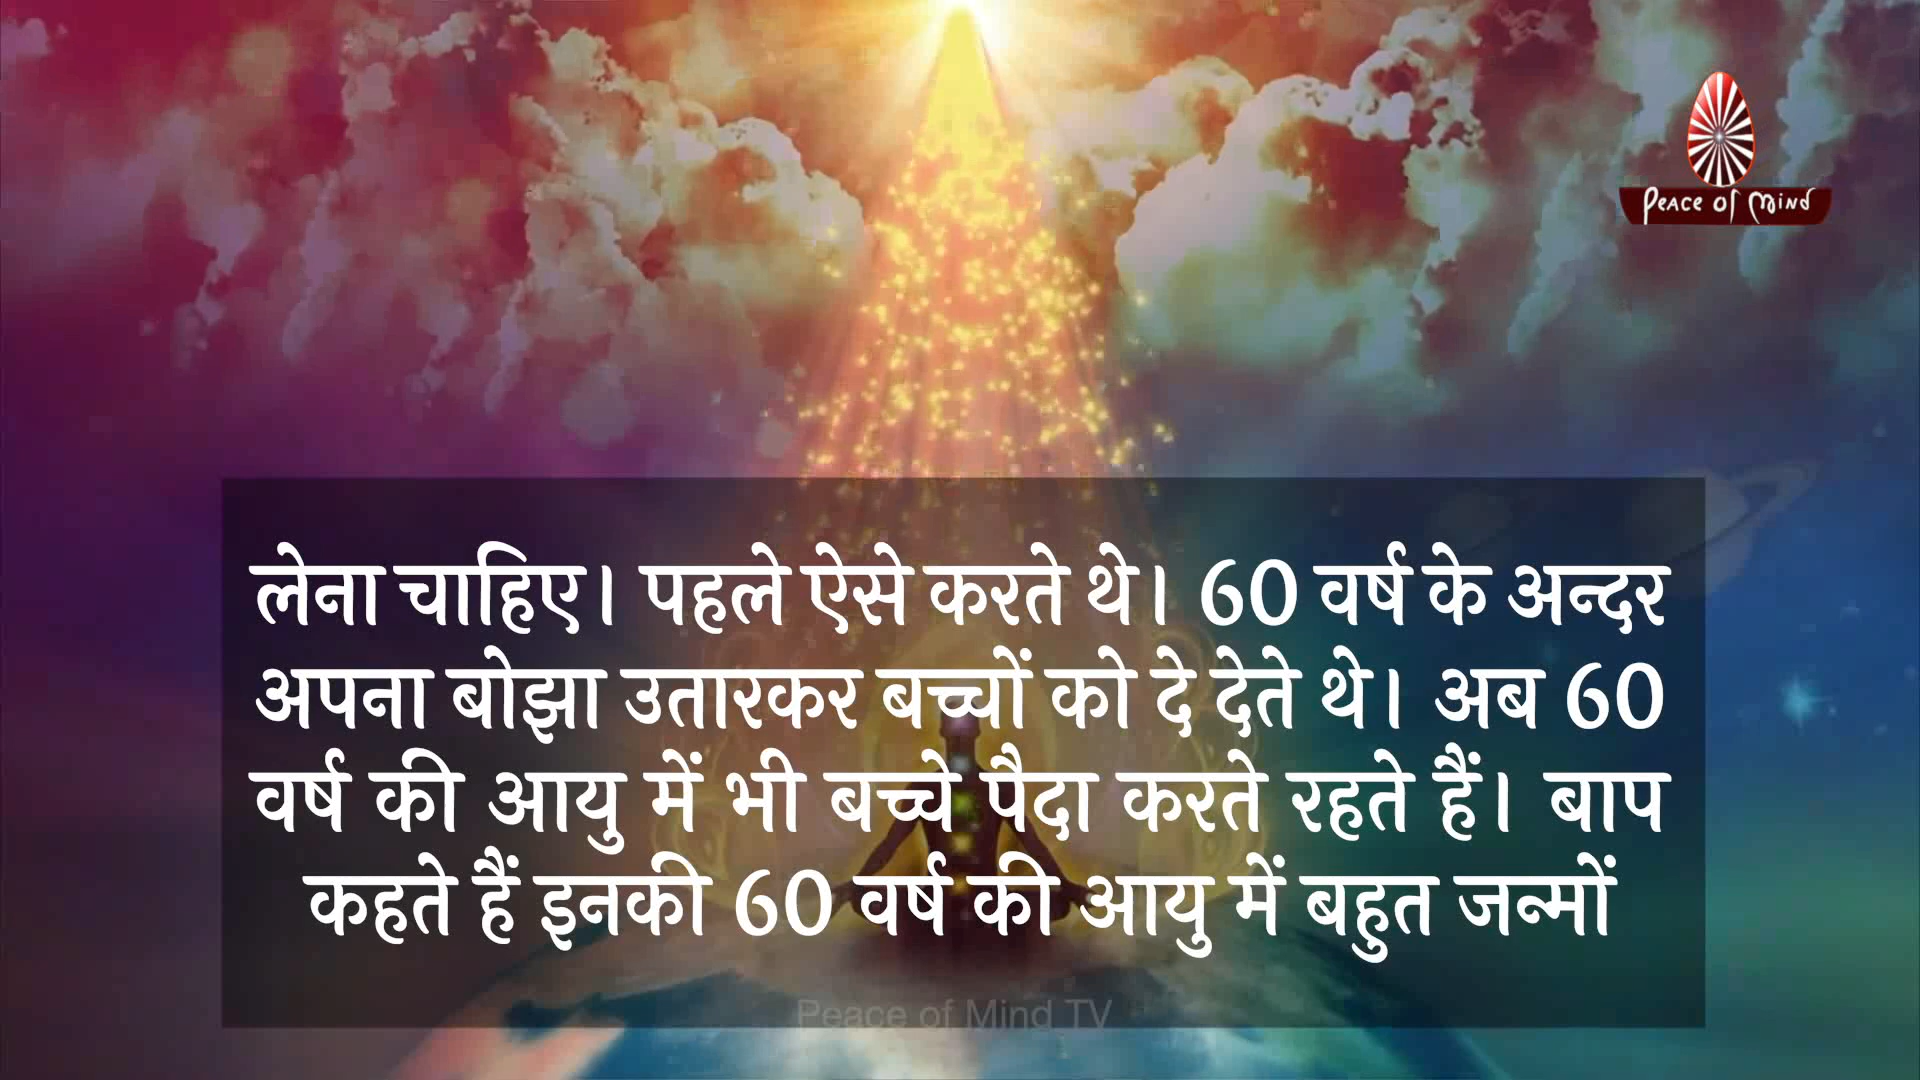 Peace of Mind
लेना चाहिए। पहले ऐसे करते थे। 60 वर्ष के अन्दर
अपना बोझा उतारकर बच्चों को दे देते थे। अब 60
वर्ष की आयु में भी बच्चे पैदा करते रहते हैं। बाप
कहते हैं इनकी 60 वर्ष की आयु में बहुत जन्मों
Peace of Mind TV